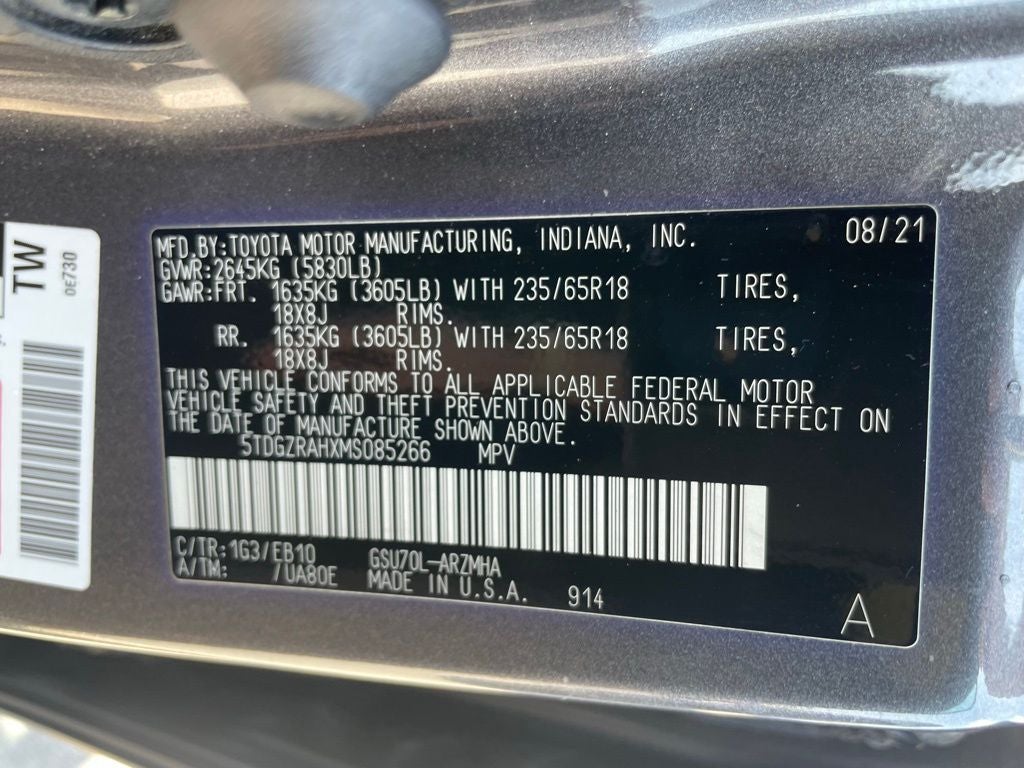 MFD.BY:TOYOTA MOTOR MANUFACTURING, INDIANA, INC. 08/21
GVWR:2645KG (5830LB)
GAWR:FRT. 1635KG (3605LB) WITH 235/65R18 TIRES,
18X8J RIMS.
RR. 1635KG (3605LB) WITH 235/65R18 TIRES,
18X8J RIMS.
THIS VEHICLE CONFORMS TO ALL APPLICABLE FEDERAL MOTOR
VEHICLE SAFETY AND THEFT PREVENTION STANDARDS IN EFFECT ON
THE DATE OF MANUFACTURE SHOWN ABOVE.
5TDGZRAHXMS085266 MPV
C/TR:1G3/EB10 GSU70L-ARZMHA
A/TM: /UA80E MADE IN U.S.A. 914
A
TW
0E730